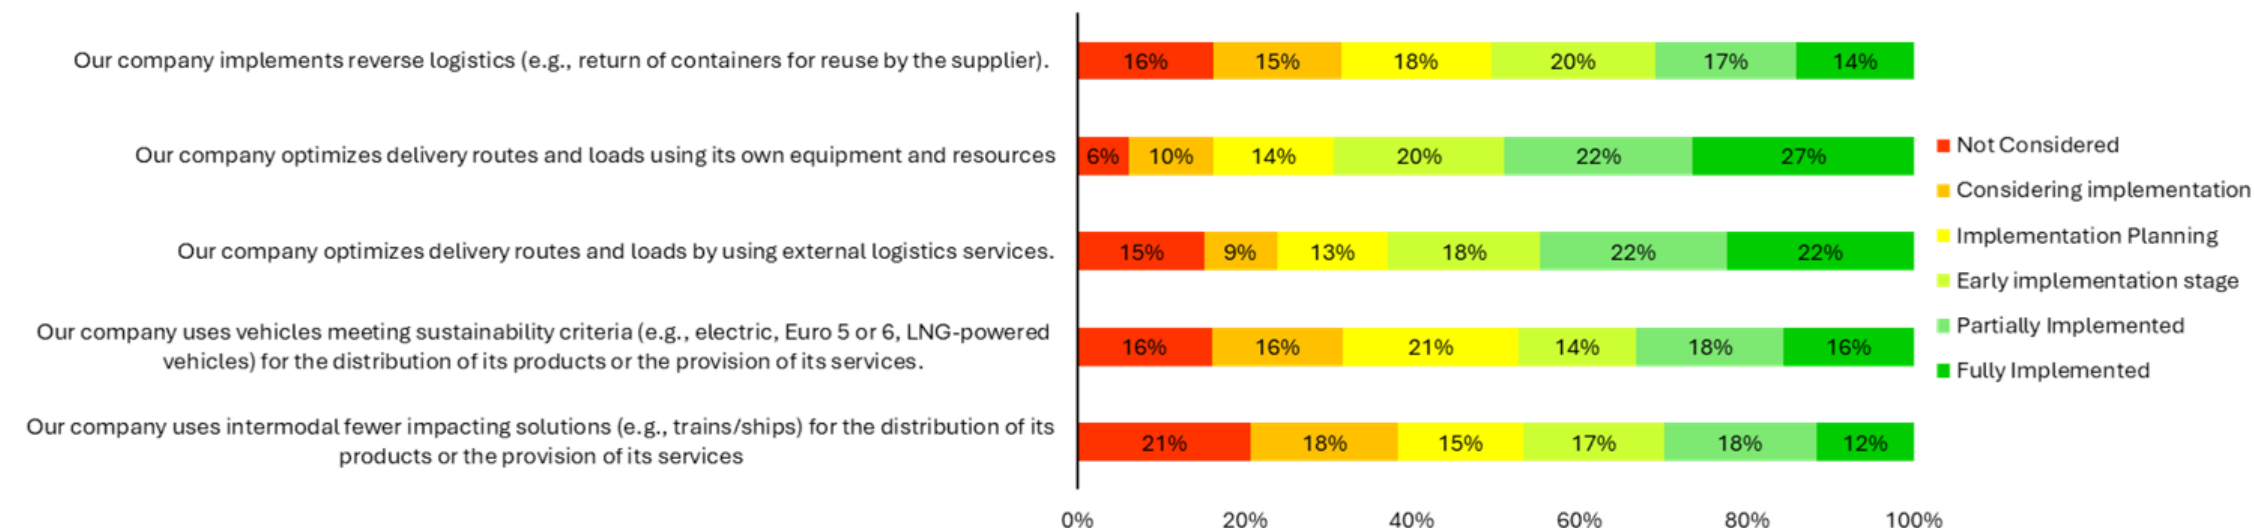 Our company implements reverse logistics (e.g., return of containers for reuse by the supplier).
16% 15% 18% 20% 17% 14%
Our company optimizes delivery routes and loads using its own equipment and resources
6% 10% 14% 20% 22% 27%
Our company optimizes delivery routes and loads by using external logistics services.
15% 9% 13% 18% 22% 22%
Our company uses vehicles meeting sustainability criteria (e.g., electric, Euro 5 or 6, LNG-powered
vehicles) for the distribution of its products or the provision of its services.
16% 16% 21% 14% 18% 16%
Our company uses intermodal fewer impacting solutions (e.g., trains/ships) for the distribution of its
products or the provision of its services
21% 18% 15% 17% 18% 12%
0% 20% 40% 60% 80% 100%
Not Considered
Considering implementation
Implementation Planning
Early implementation stage
Partially Implemented
Fully Implemented